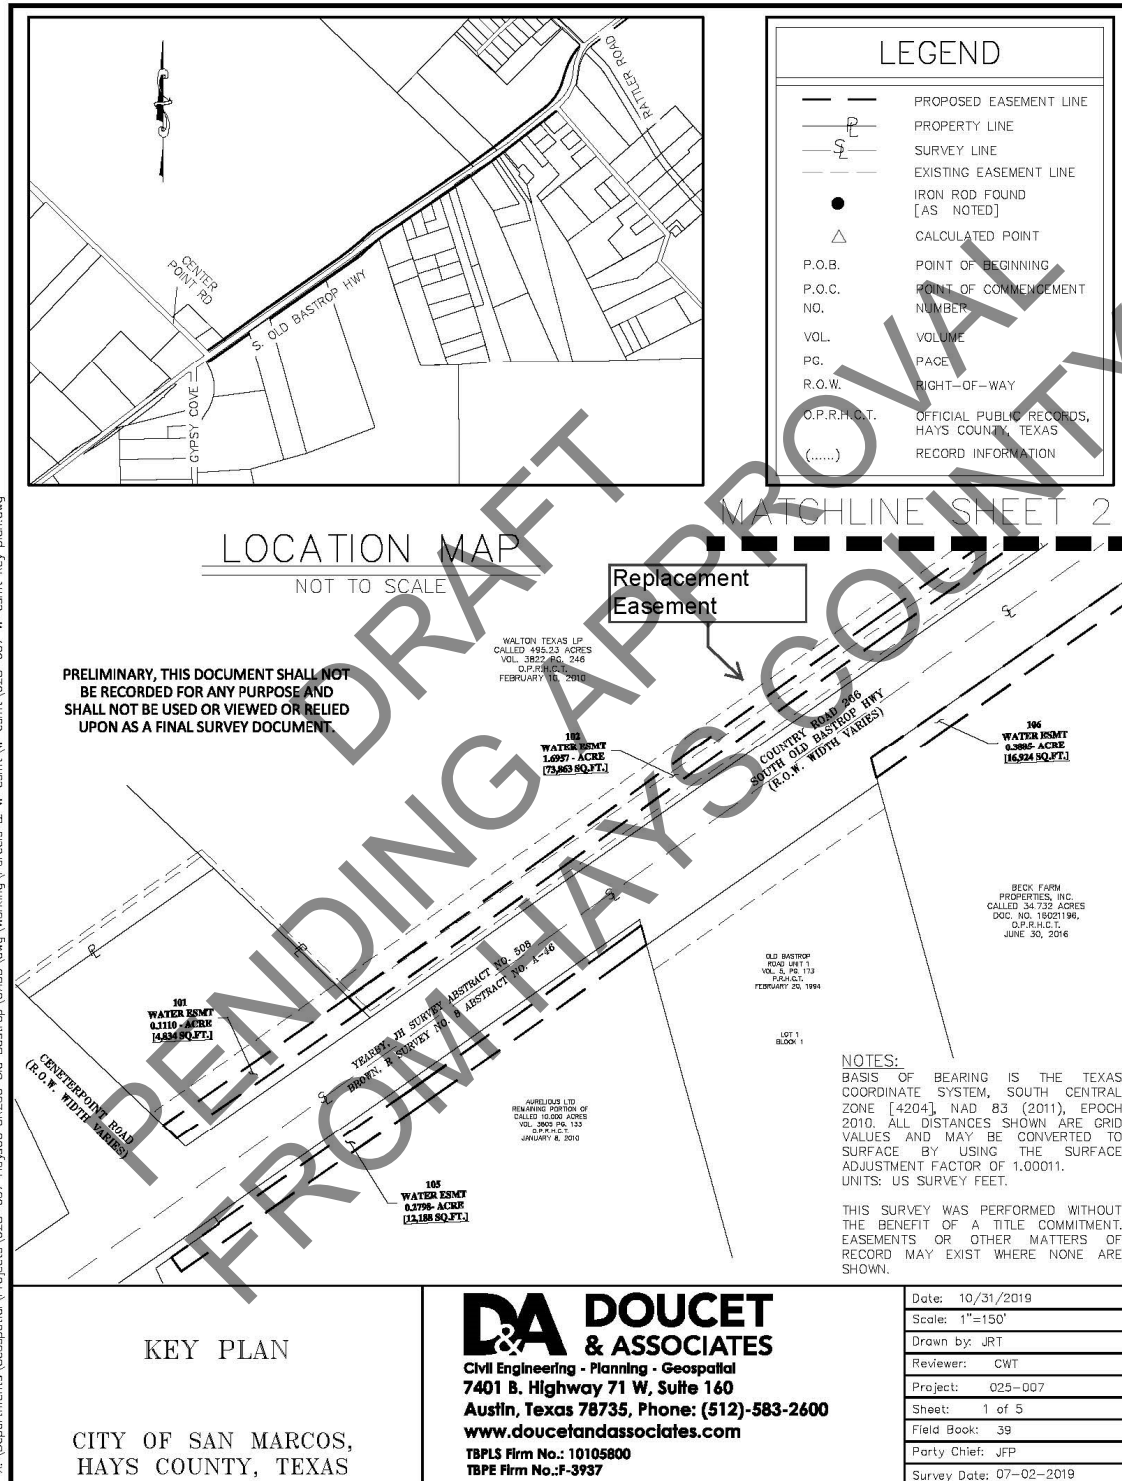 RATTLER ROAD
CENTER
POINT RD
S. OLD BASTROP HWY
GYPSY COVE
LEGEND
PROPOSED EASEMENT LINE
PROPERTY LINE
SURVEY LINE
EXISTING EASEMENT LINE
IRON ROD FOUND
[AS NOTED]
CALCULATED POINT
P.O.B. POINT OF BEGINNING
P.O.C. POINT OF COMMENCEMENT
NO. NUMBER
VOL. VOLUME
PG. PAGE
R.O.W. RIGHT-OF-WAY
O.P.R.H.C.T. OFFICIAL PUBLIC RECORDS,
HAYS COUNTY, TEXAS
(......) RECORD INFORMATION
LOCATION MAP
NOT TO SCALE
MATCHLINE SHEET 2
Replacement
Easement
DRAFT
PENDING APPROVAL
FROM HAYS COUNTY
PRELIMINARY, THIS DOCUMENT SHALL NOT
BE RECORDED FOR ANY PURPOSE AND
SHALL NOT BE USED OR VIEWED OR RELIED
UPON AS A FINAL SURVEY DOCUMENT.
WALTON TEXAS LP
CALLED 495.23 ACRES
VOL. 3822 PG. 246
O.P.R.H.C.T.
FEBRUARY 10, 2010
102
WATER ESMT
1.6957 - ACRE
[73,863 SQ.FT.]
COUNTRY ROAD 266
SOUTH OLD BASTROP HWY
(R.O.W. WIDTH VARIES)
106
WATER ESMT
0.3885- ACRE
[16,924 SQ.FT.]
BECK FARM
PROPERTIES, INC.
CALLED 34.732 ACRES
DOC. NO. 16021196,
O.P.R.H.C.T.
JUNE 30, 2016
OLD BASTROP
ROAD UNIT 1
VOL. 5, PG. 173
P.R.H.C.T.
FEBRUARY 20, 1994
LOT 1
BLOCK 1
101
WATER ESMT
0.1110 - ACRE
[4,834 SQ.FT.]
YEARBY, JH SURVEY ABSTRACT NO. 508
BROWN, R SURVEY NO. 8 ABSTRACT NO. A-46
CENETERPOINT ROAD
(R.O.W. WIDTH VARIES)
AURELIOUS LTD
REMAINING PORTION OF
CALLED 10.000 ACRES
VOL. 3805 PG. 133
O.P.R.H.C.T.
JANUARY 8, 2010
105
WATER ESMT
0.2798- ACRE
[12,188 SQ.FT.]
NOTES:
BASIS OF BEARING IS THE TEXAS
COORDINATE SYSTEM, SOUTH CENTRAL
ZONE [4204], NAD 83 (2011), EPOCH
2010. ALL DISTANCES SHOWN ARE GRID
VALUES AND MAY BE CONVERTED TO
SURFACE BY USING THE SURFACE
ADJUSTMENT FACTOR OF 1.00011.
UNITS: US SURVEY FEET.
THIS SURVEY WAS PERFORMED WITHOUT
THE BENEFIT OF A TITLE COMMITMENT.
EASEMENTS OR OTHER MATTERS OF
RECORD MAY EXIST WHERE NONE ARE
SHOWN.
KEY PLAN
CITY OF SAN MARCOS,
HAYS COUNTY, TEXAS
D&A DOUCET
& ASSOCIATES
Civil Engineering - Planning - Geospatial
7401 B. Highway 71 W, Suite 160
Austin, Texas 78735, Phone: (512)-583-2600
www.doucetandassociates.com
TBPLS Firm No.: 10105800
TBPE Firm No.:F-3937
Date: 10/31/2019
Scale: 1"=150'
Drawn by: JRT
Reviewer: CWT
Project: 025-007
Sheet: 1 of 5
Field Book: 39
Party Chief: JFP
Survey Date: 07-02-2019